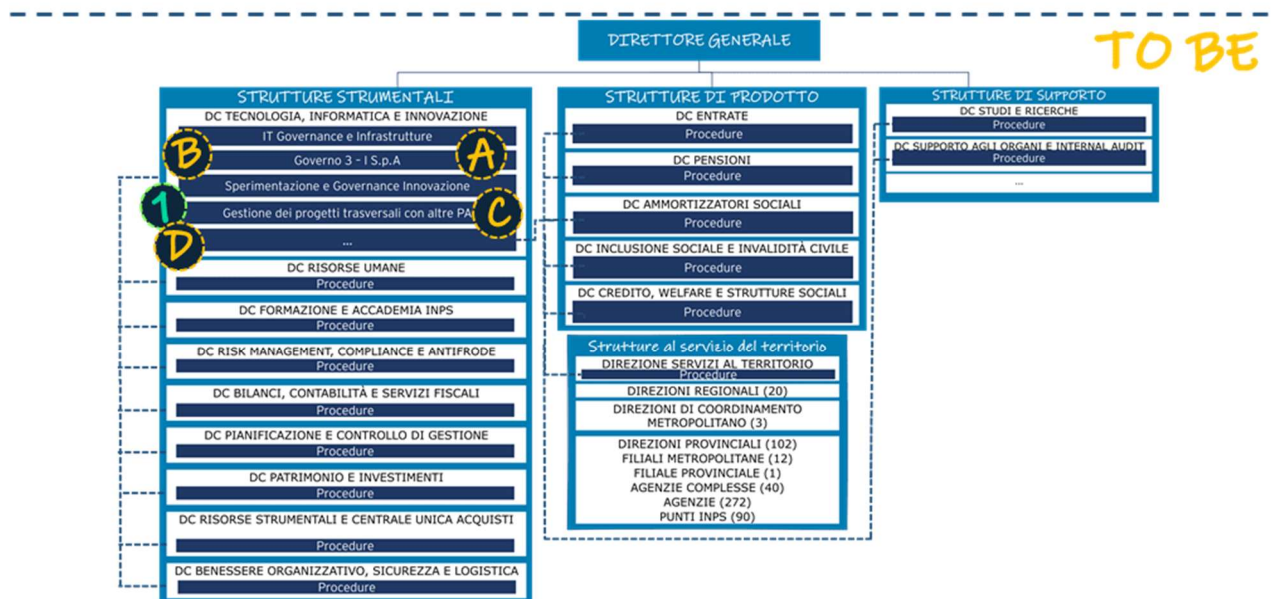 DIRETTORE GENERALE
TO BE
STRUTTURE STRUMENTALI
DC TECNOLOGIA, INFORMATICA E INNOVAZIONE
IT Governance e Infrastrutture
B
Governo 3 – I S.p.A
A
Sperimentazione e Governance Innovazione
1
Gestione dei progetti trasversali con altre PA
C
D
...
DC RISORSE UMANE
Procedure
DC FORMAZIONE E ACCADEMIA INPS
Procedure
DC RISK MANAGEMENT, COMPLIANCE E ANTIFRODE
Procedure
DC BILANCI, CONTABILITÀ E SERVIZI FISCALI
Procedure
DC PIANIFICAZIONE E CONTROLLO DI GESTIONE
Procedure
DC PATRIMONIO E INVESTIMENTI
Procedure
DC RISORSE STRUMENTALI E CENTRALE UNICA ACQUISTI
Procedure
DC BENESSERE ORGANIZZATIVO, SICUREZZA E LOGISTICA
Procedure
STRUTTURE DI PRODOTTO
DC ENTRATE
Procedure
DC PENSIONI
Procedure
DC AMMORTIZZATORI SOCIALI
Procedure
DC INCLUSIONE SOCIALE E INVALIDITÀ CIVILE
Procedure
DC CREDITO, WELFARE E STRUTTURE SOCIALI
Procedure
Strutture al servizio del territorio
DIREZIONE SERVIZI AL TERRITORIO
Procedure
DIREZIONI REGIONALI (20)
DIREZIONI DI COORDINAMENTO
METROPOLITANO (3)
DIREZIONI PROVINCIALI (102)
FILIALI METROPOLITANE (12)
FILIALE PROVINCIALE (1)
AGENZIE COMPLESSE (40)
AGENZIE (272)
PUNTI INPS (90)
STRUTTURE DI SUPPORTO
DC STUDI E RICERCHE
Procedure
DC SUPPORTO AGLI ORGANI E INTERNAL AUDIT
Procedure
...